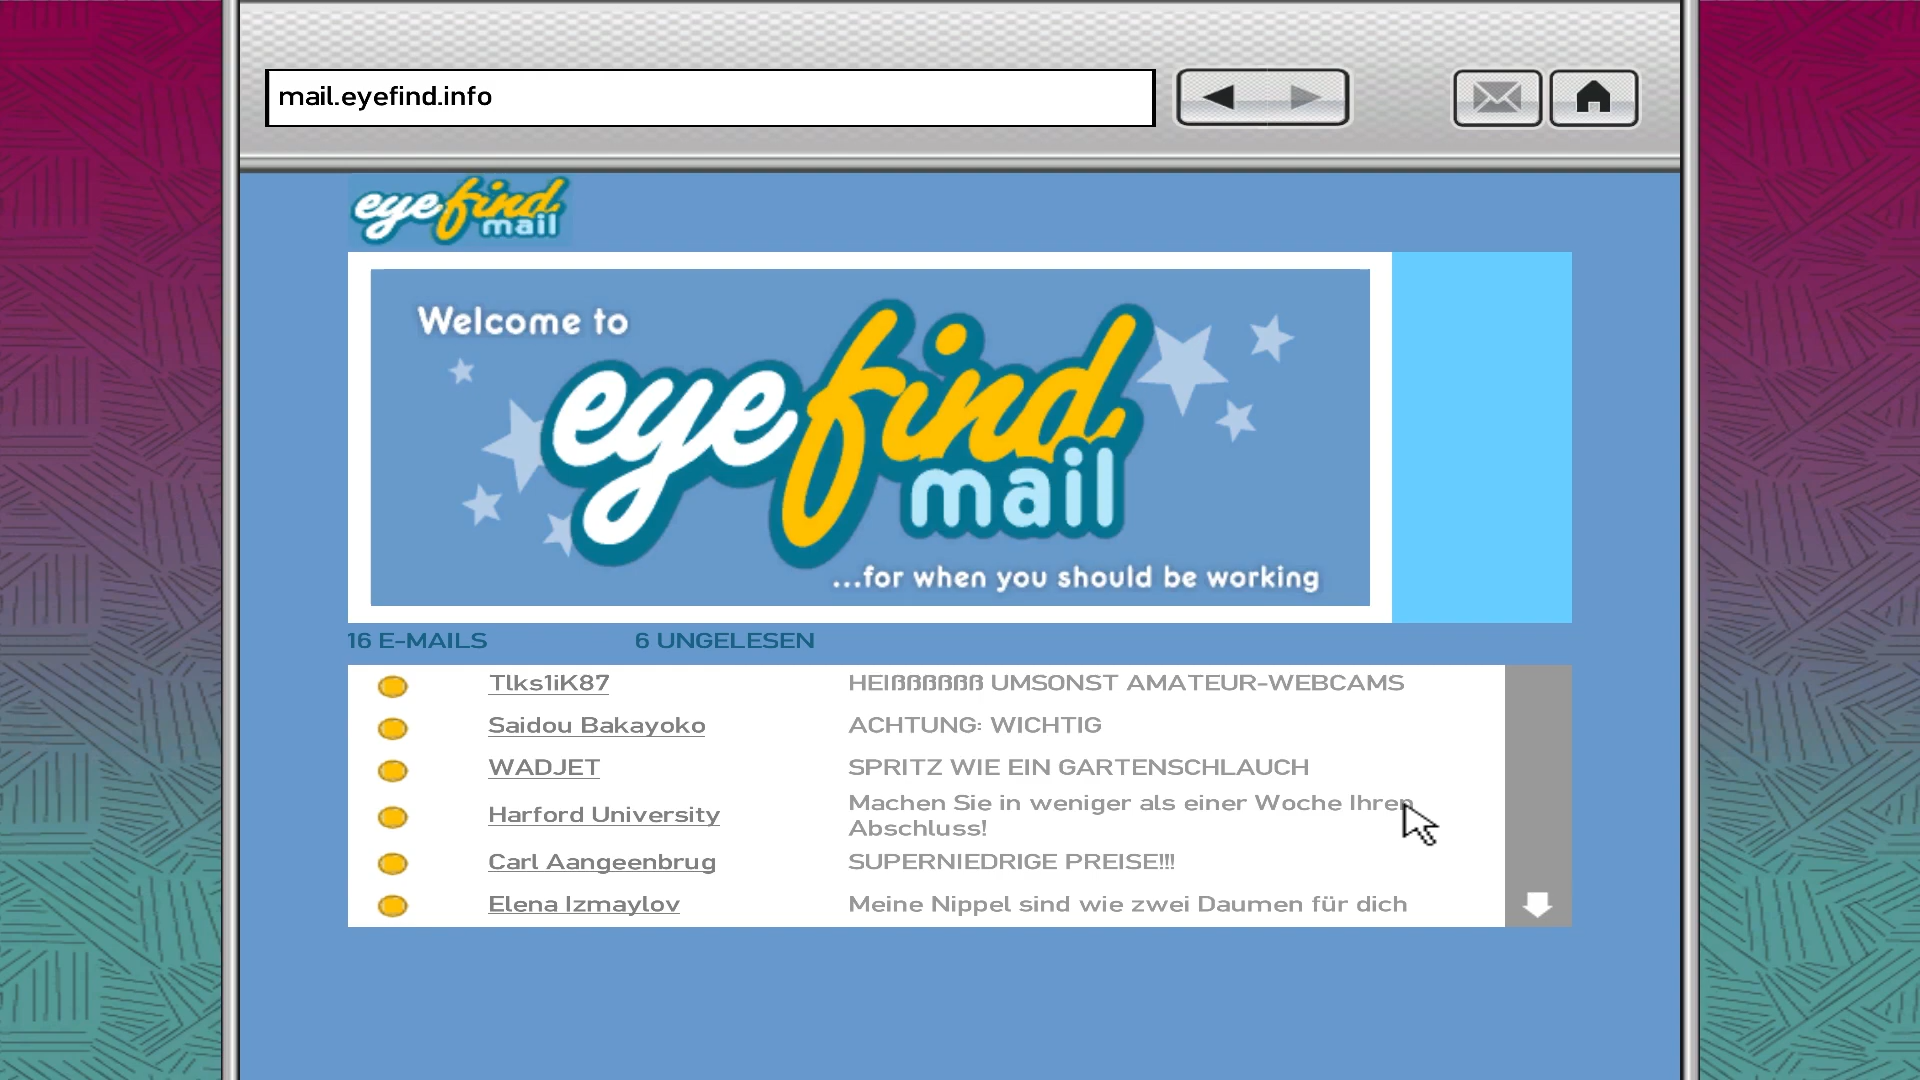 mail.eyefind.info
eyefind
mail
Welcome to
eyefind
mail
...for when you should be working
16 E-MAILS 6 UNGELESEN
Tlks1iK87 HEIßßßßßß UMSONST AMATEUR-WEBCAMS
Saidou Bakayoko ACHTUNG: WICHTIG
WADJET SPRITZ WIE EIN GARTENSCHLAUCH
Harford University Machen Sie in weniger als einer Woche Ihren
Abschluss!
Carl Aangeenbrug SUPERNIEDRIGE PREISE!!!
Elena Izmaylov Meine Nippel sind wie zwei Daumen für dich